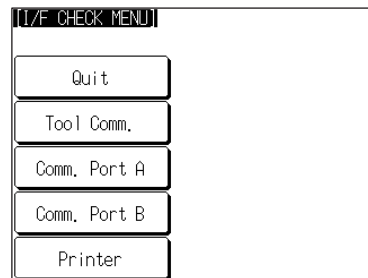 [I/F CHECK MENU]
Quit
Tool Comm.
Comm. Port A
Comm. Port B
Printer